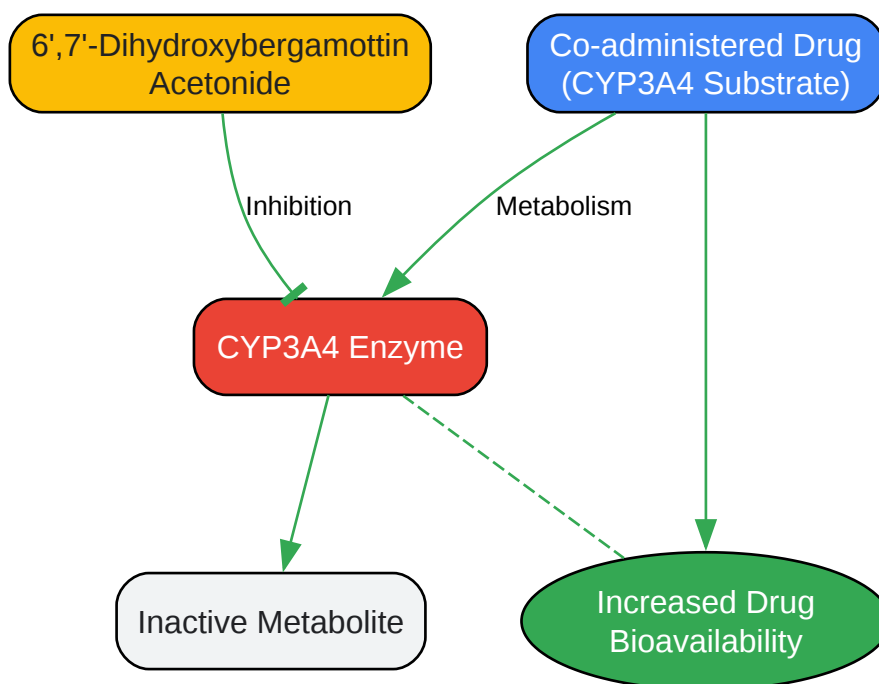 6',7'-Dihydroxybergamottin
Acetonide
Co-administered Drug
(CYP3A4 Substrate)
Inhibition
Metabolism
CYP3A4 Enzyme
Inactive Metabolite
Increased Drug
Bioavailability